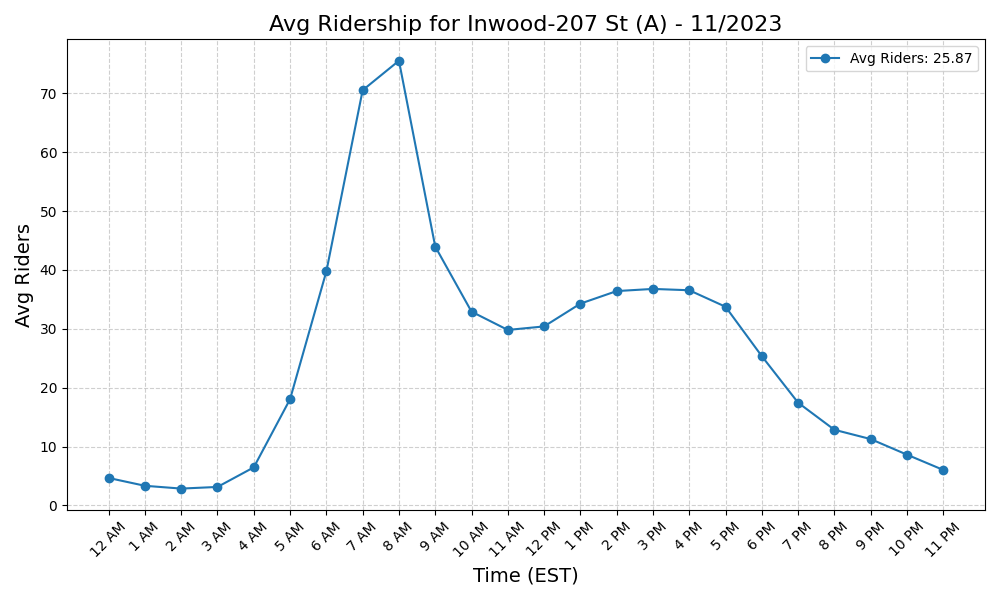 Avg Ridership for Inwood-207 St (A) - 11/2023
Avg Riders: 25.87
Avg Riders
70
60
50
40
30
20
10
0
12 AM
1 AM
2 AM
3 AM
4 AM
5 AM
6 AM
7 AM
8 AM
9 AM
10 AM
11 AM
12 PM
1 PM
2 PM
3 PM
4 PM
5 PM
6 PM
7 PM
8 PM
9 PM
10 PM
11 PM
Time (EST)